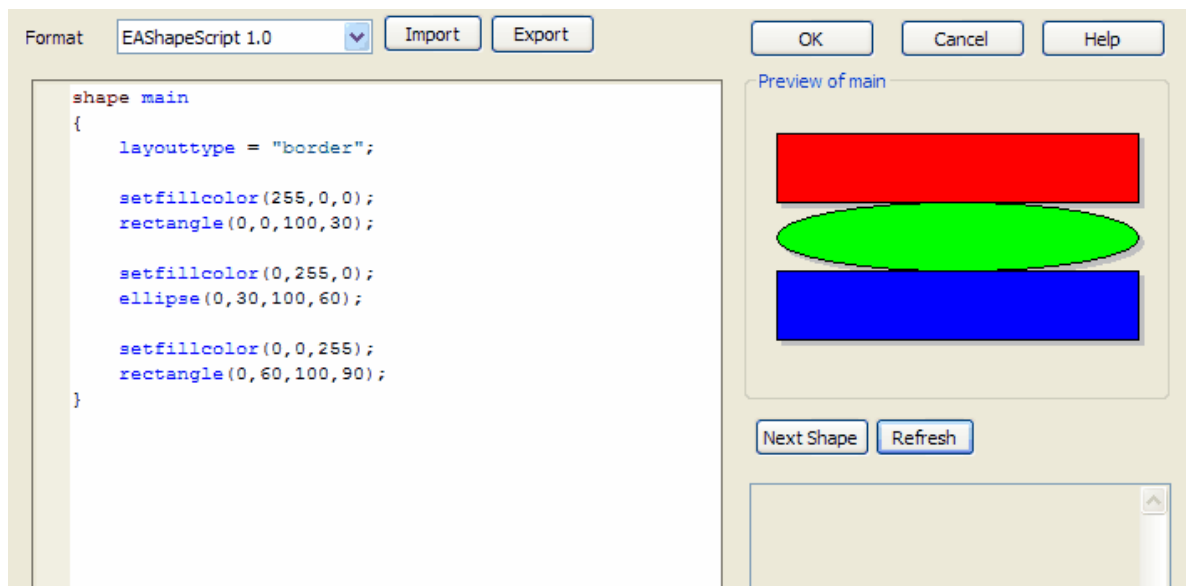 Format EAShapeScript 1.0 Import Export OK Cancel Help
shape main
{
layouttype = "border";
setfillcolor(255,0,0);
rectangle(0,0,100,30);
setfillcolor(0,255,0);
ellipse(0,30,100,60);
setfillcolor(0,0,255);
rectangle(0,60,100,90);
}
Preview of main
Next Shape Refresh